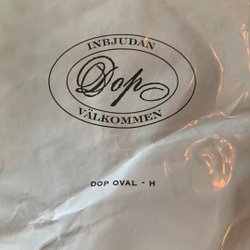 INBJUDAN
Dop
VÄLKOMMEN
DOP OVAL - H